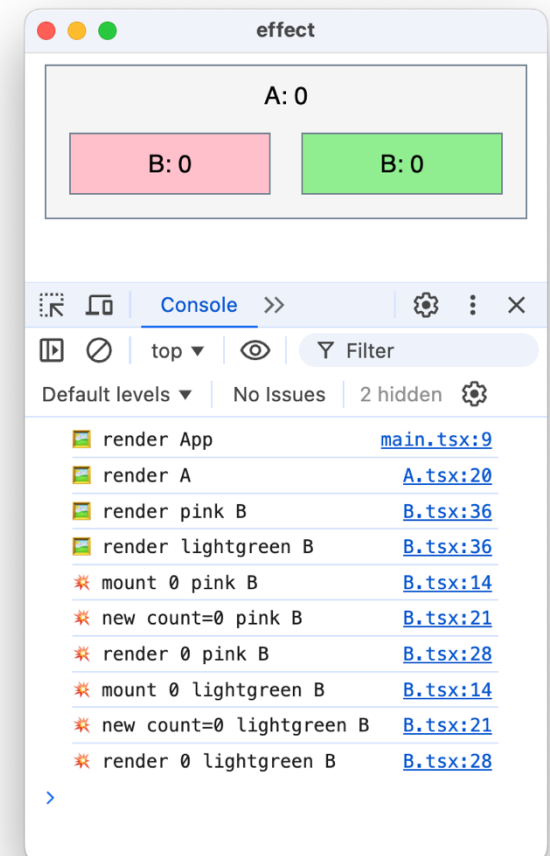 effect
A: 0
B: 0 B: 0
Console
top Filter
Default levels No Issues 2 hidden
render App main.tsx:9
render A A.tsx:20
render pink B B.tsx:36
render lightgreen B B.tsx:36
mount 0 pink B B.tsx:14
new count=0 pink B B.tsx:21
render 0 pink B B.tsx:28
mount 0 lightgreen B B.tsx:14
new count=0 lightgreen B B.tsx:21
render 0 lightgreen B B.tsx:28